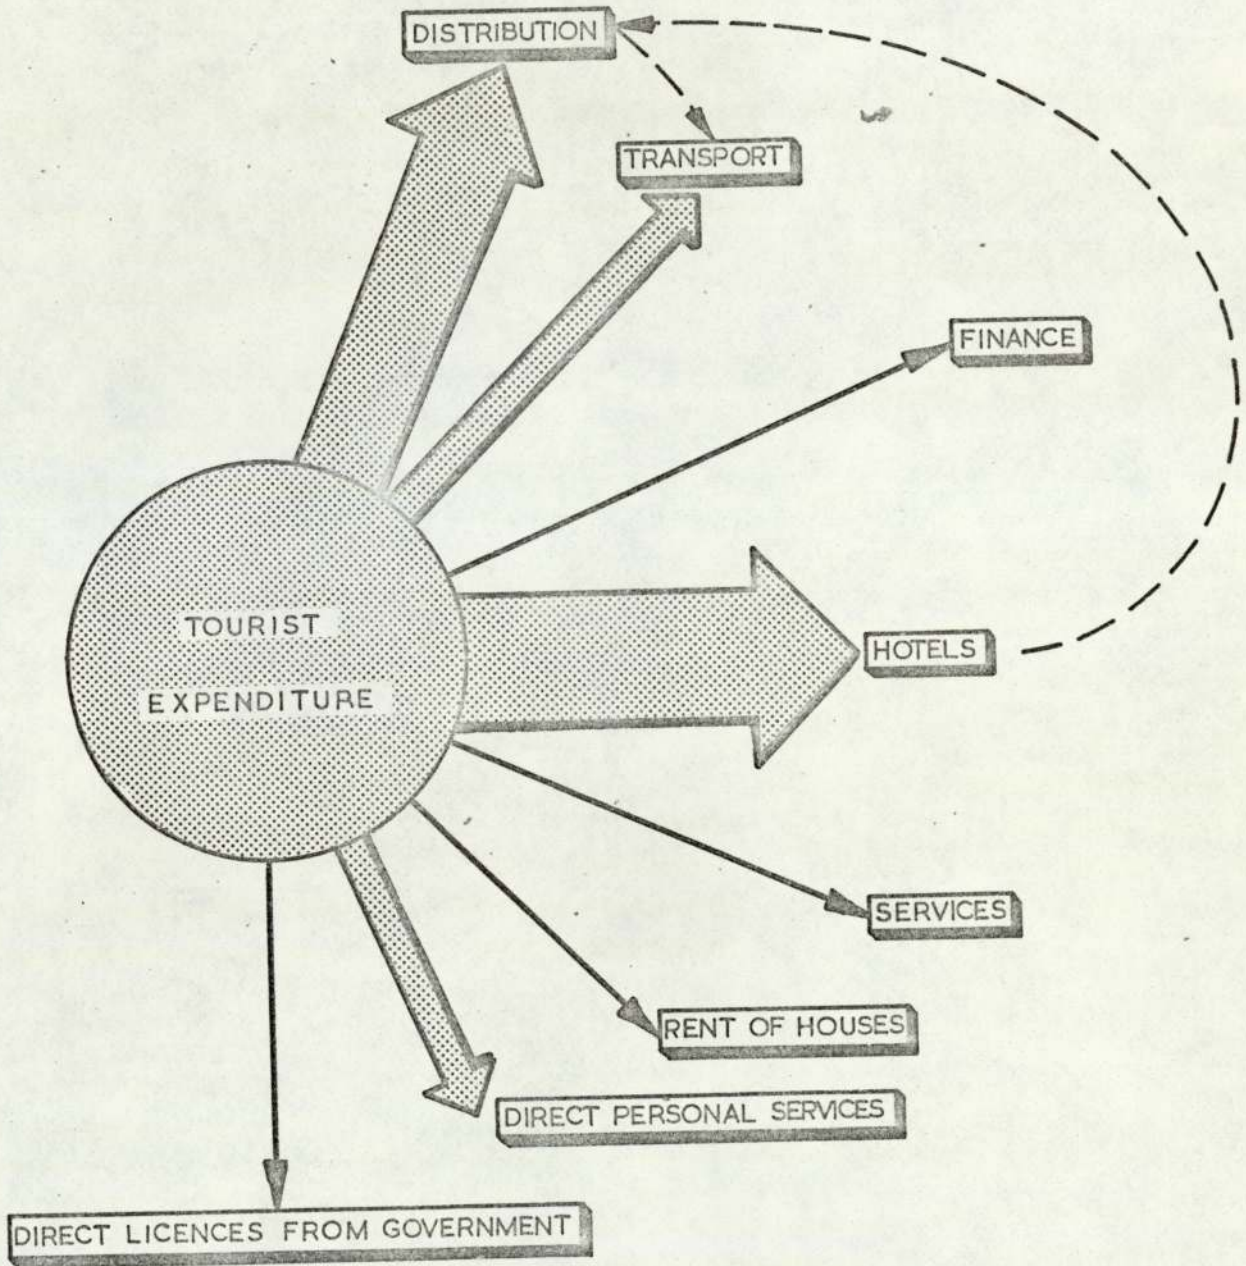 DISTRIBUTION
TRANSPORT
FINANCE
TOURIST
EXPENDITURE
HOTELS
SERVICES
RENT OF HOUSES
DIRECT PERSONAL SERVICES
DIRECT LICENCES FROM GOVERNMENT